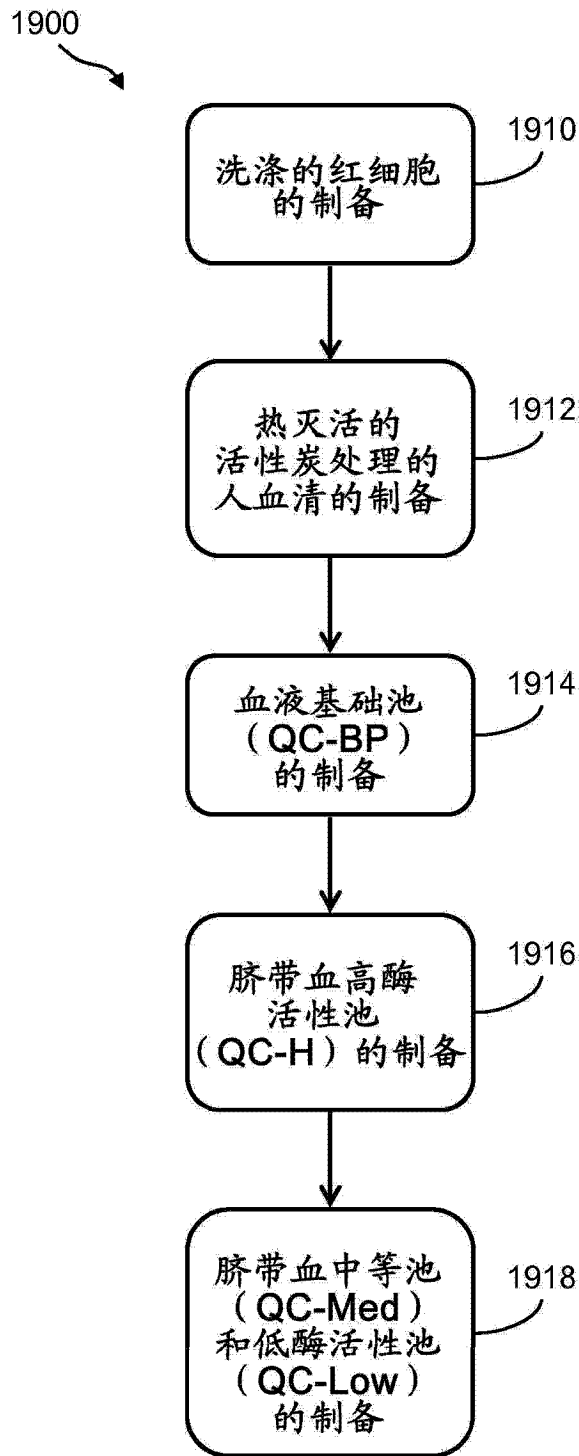 1900
1910
洗涤的红细胞
的制备
1912
热灭活的
活性炭处理的
人血清的制备
1914
血液基础池
（QC-BP）
的制备
1916
脐带血高酶
活性池
（QC-H）的制备
1918
脐带血中等池
（QC-Med）
和低酶活性池
（QC-Low）
的制备